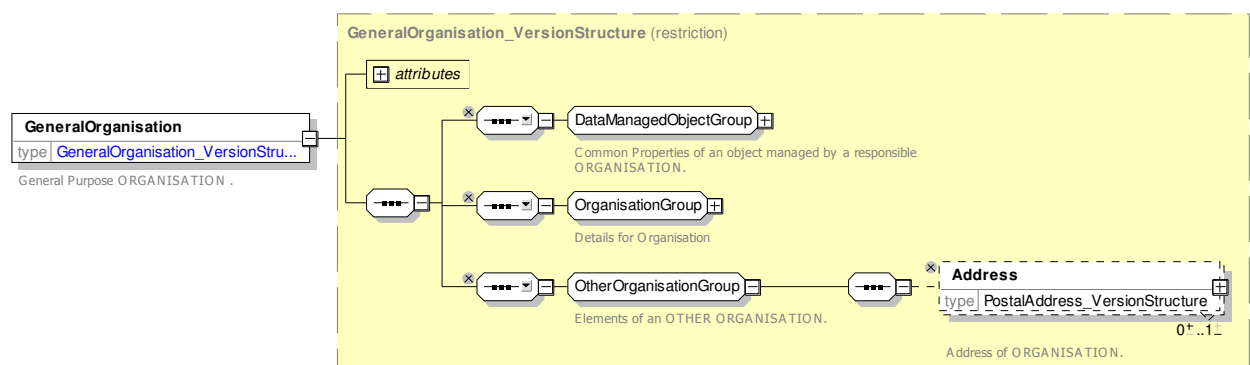 GeneralOrganisation_VersionStructure (restriction)
attributes
GeneralOrganisation
type GeneralOrganisation_VersionStru...
General Purpose ORGANISATION .
DataManagedObjectGroup
Common Properties of an object managed by a responsible
ORGANISATION.
OrganisationGroup
Details for Organisation
OtherOrganisationGroup
Elements of an OTHER ORGANISATION.
Address
type PostalAddress_VersionStructure
0±..1±
Address of ORGANISATION.